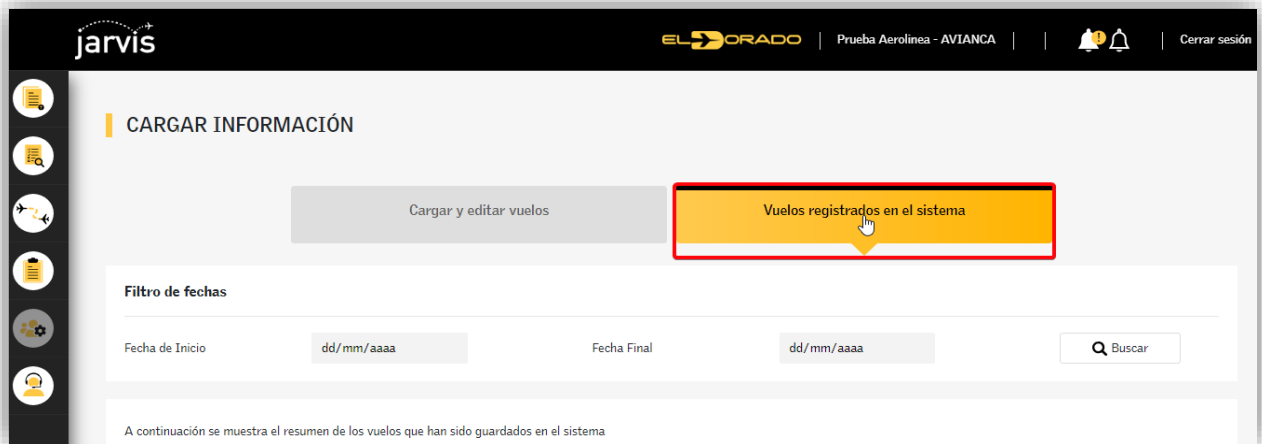 jarvis
EL DORADO | Prueba Aerolinea - AVIANCA | | Cerrar sesión
CARGAR INFORMACIÓN
Cargar y editar vuelos
Vuelos registrados en el sistema
Filtro de fechas
Fecha de Inicio dd/mm/aaaa Fecha Final dd/mm/aaaa Buscar
A continuación se muestra el resumen de los vuelos que han sido guardados en el sistema